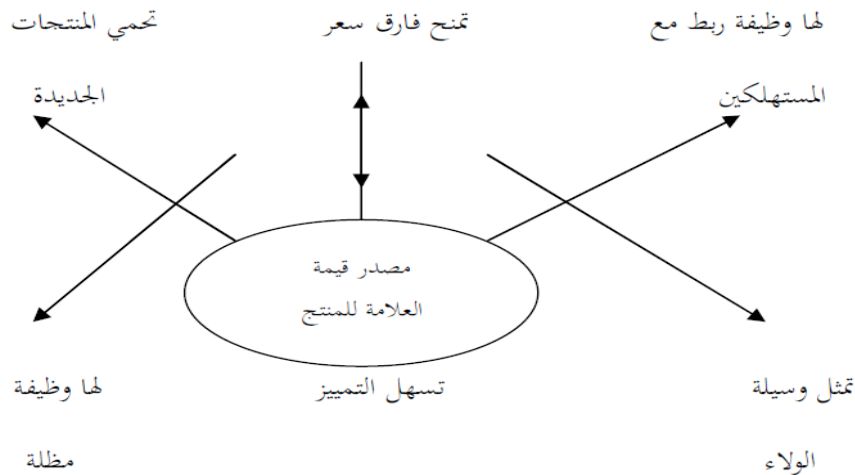 لها وظيفة ربط مع
المستهلكين
تمنح فارق سعر
تحمي المنتجات
الجديدة
مصدر قيمة
العلامة للمنتج
تمثل وسيلة
الولاء
تسهل التمييز
لها وظيفة
مظلة